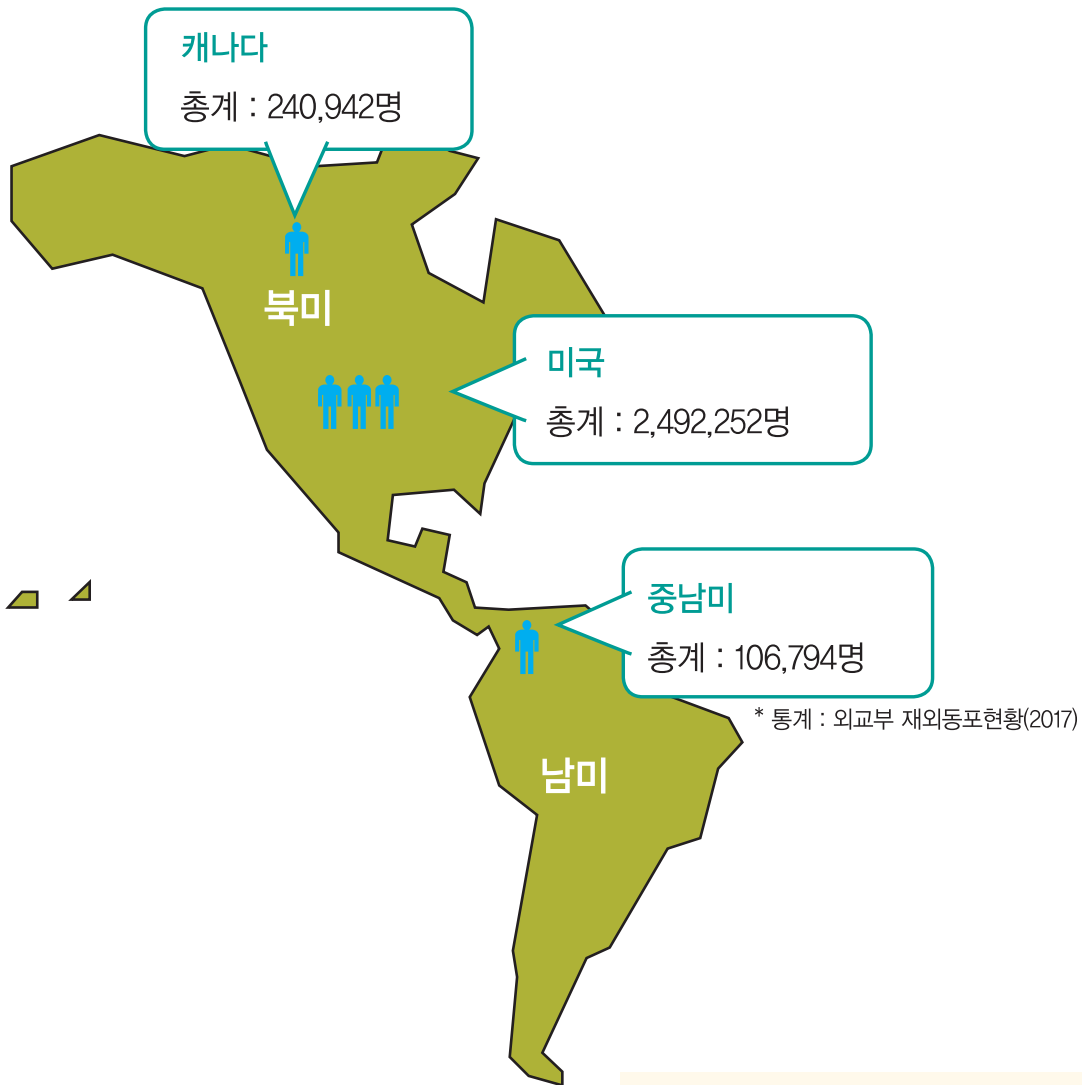 캐나다
총계 : 240,942명
북미
미국
총계 : 2,492,252명
중남미
총계 : 106,794명
* 통계 : 외교부 재외동포현황(2017)
남미